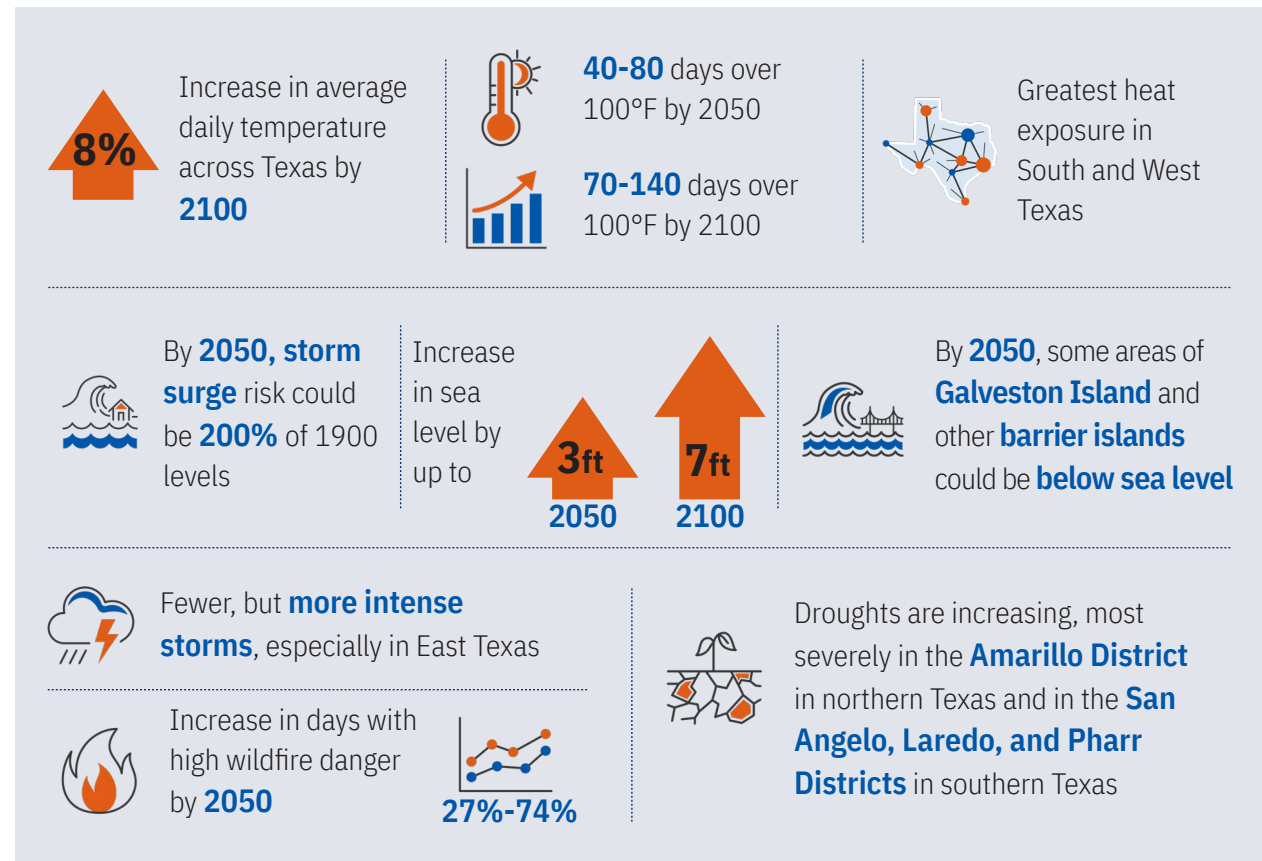 8%
Increase in average
daily temperature
across Texas by
2100
40-80 days over
100°F by 2050
70-140 days over
100°F by 2100
Greatest heat
exposure in
South and West
Texas
By 2050, storm
surge risk could
be 200% of 1900
levels
Increase
in sea
level by
up to
3ft
2050
7ft
2100
By 2050, some areas of
Galveston Island and
other barrier islands
could be below sea level
Fewer, but more intense
storms, especially in East Texas
Increase in days with
high wildfire danger
by 2050
27%-74%
Droughts are increasing, most
severely in the Amarillo District
in northern Texas and in the San
Angelo, Laredo, and Pharr
Districts in southern Texas